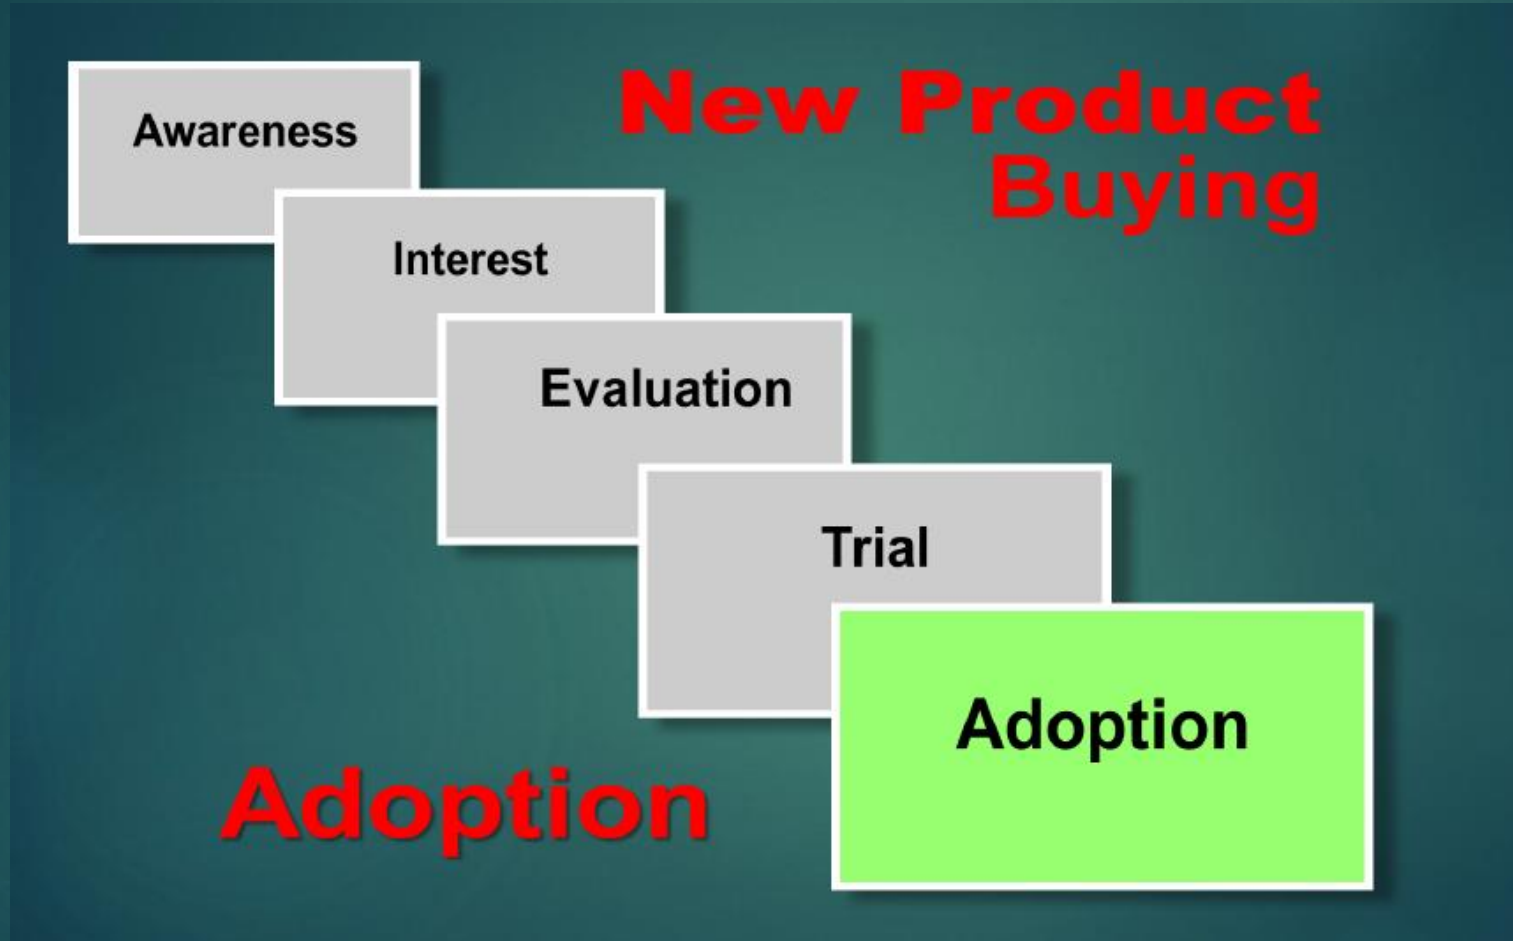 New Product
Buying
Awareness
Interest
Evaluation
Trial
Adoption
Adoption